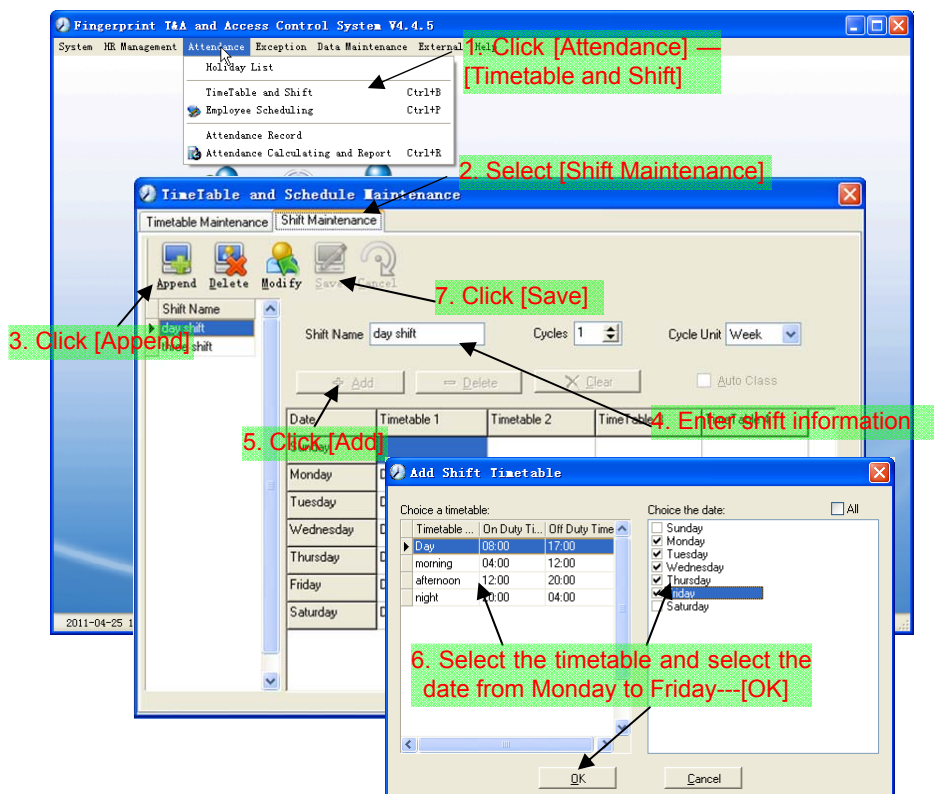 Fingerprint T&A and Access Control System V4.4.5
System HR Management Attendance Exception Data Maintenance External Help
1. Click [Attendance] —
[Timetable and Shift]
Holiday List
TimeTable and Shift Ctrl+B
Employee Scheduling Ctrl+P
Attendance Record
Attendance Calculating and Report Ctrl+R
2. Select [Shift Maintenance]
TimeTable and Schedule Maintenance
Timetable Maintenance Shift Maintenance
Append Delete Modify Save Cancel
7. Click [Save]
3. Click [Append]
Shift Name
day shift
three shift
Shift Name day shift Cycles 1 Cycle Unit Week
Add Delete Clear Auto Class
4. Enter shift information
Date Timetable 1 Timetable 2 TimeTable
5. Click [Add]
Sunday
Monday D
Tuesday D
Wednesday D
Thursday D
Friday D
Saturday D
Add Shift Timetable
Choice a timetable: Choice the date: All
Timetable ... On Duty Ti... Off Duty Time
Day 08:00 17:00
morning 04:00 12:00
afternoon 12:00 20:00
night 20:00 04:00
Sunday
Monday
Tuesday
Wednesday
Thursday
Friday
Saturday
6. Select the timetable and select the
date from Monday to Friday---[OK]
OK Cancel
2011-04-25 1